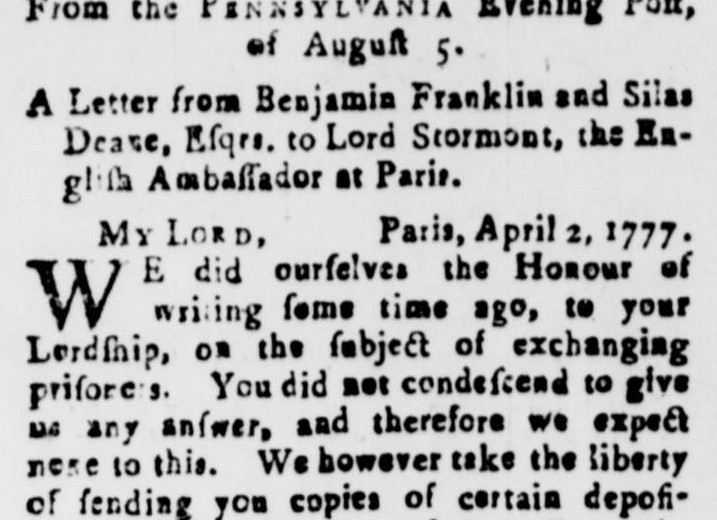 From the PENNSYLVANIA Evening Poſt,
of Auguſt 5.
A Letter from Benjamin Franklin and Silas
Deane, Eſqrs. to Lord Stormont, the En-
gliſh Ambaſſador at Paris.
MY LORD, Paris, April 2, 1777.
WE did ourſelves the Honour of
writing ſome time ago, to your
Lordſhip, on the ſubject of exchanging
priſoners. You did not condeſcend to give
us any anſwer, and therefore we expect
none to this. We however take the liberty
of ſending you copies of certain depoſi-